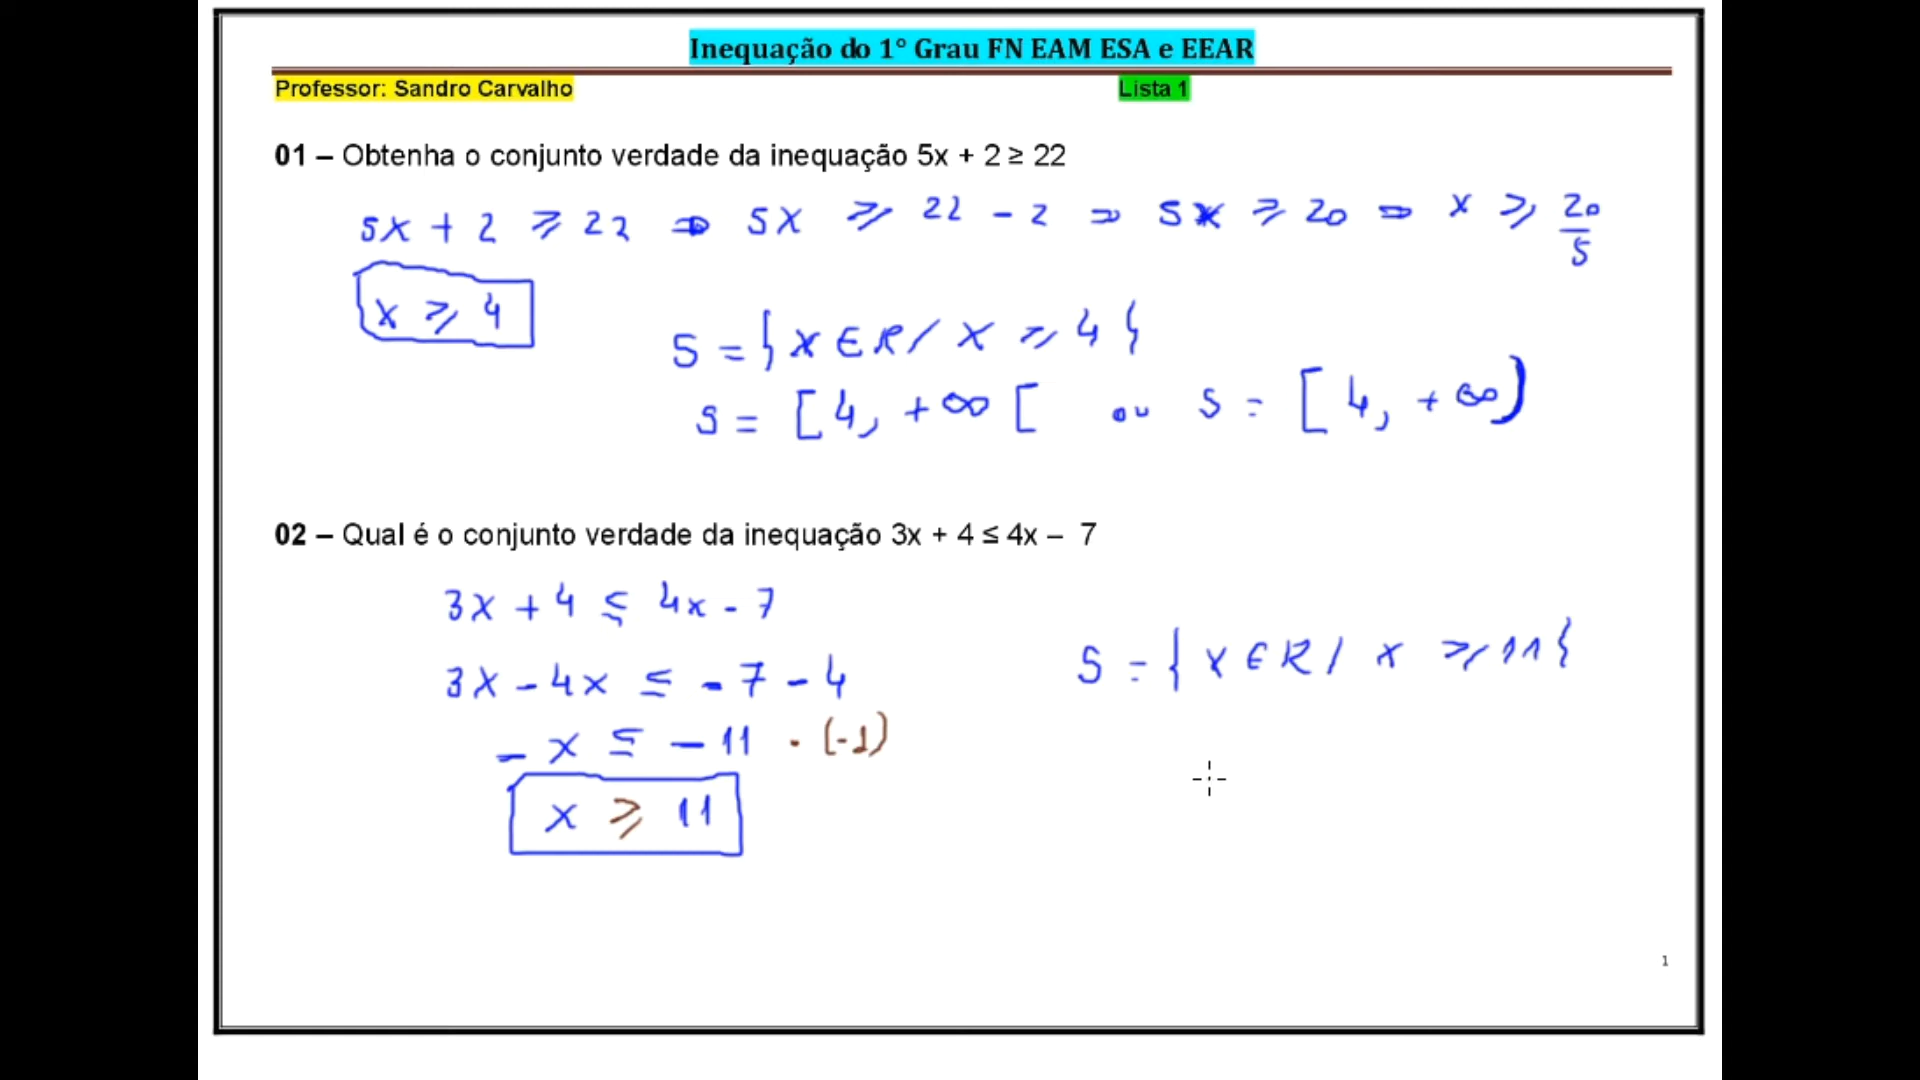 Inequação do 1° Grau FN EAM ESA e EEAR
Professor: Sandro Carvalho Lista 1
01 – Obtenha o conjunto verdade da inequação 5x + 2 ≥ 22
5x + 2 ≥ 22 ⇒ 5x ≥ 22 - 2 ⇒ 5x ≥ 20 ⇒ x ≥ 20/5
x ≥ 4
S = { x ∈ R / x ≥ 4 }
S = [4, +∞[ ou S = [4, +∞)
02 – Qual é o conjunto verdade da inequação 3x + 4 ≤ 4x – 7
3x + 4 ≤ 4x - 7
S = { x ∈ R / x ≥ 11 }
3x - 4x ≤ -7 - 4
-x ≤ -11 · (-1)
x ≥ 11
1